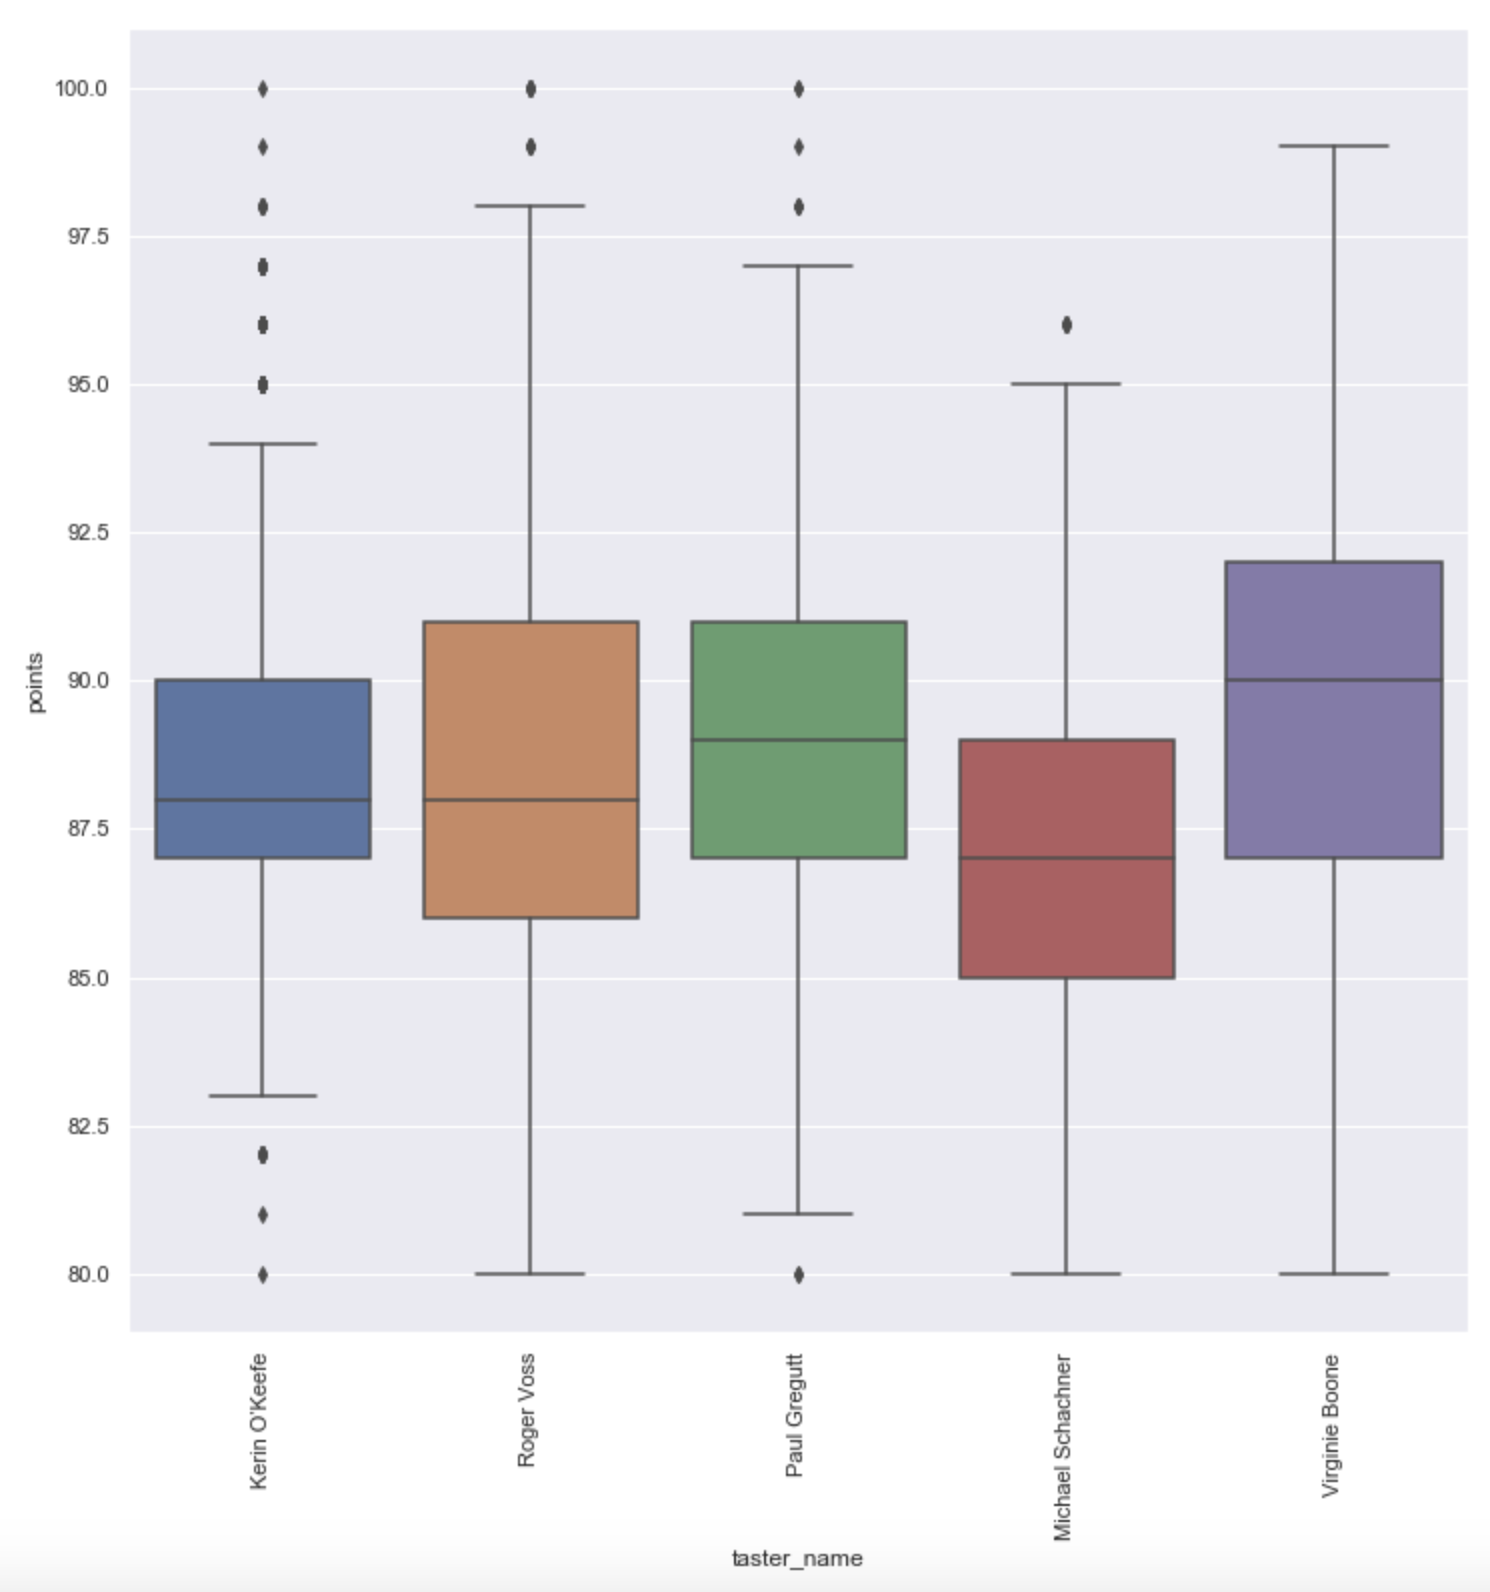 100.0
97.5
95.0
92.5
90.0
87.5
85.0
82.5
80.0
points
Kerin O'Keefe
Roger Voss
Paul Gregutt
Michael Schachner
Virginie Boone
taster_name